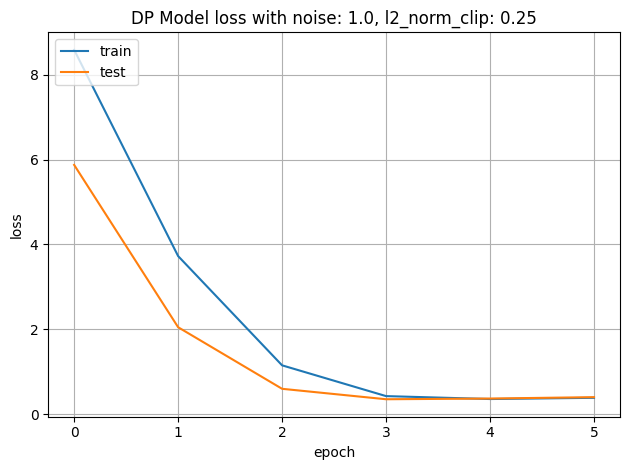 DP Model loss with noise: 1.0, l2_norm_clip: 0.25
train
test
loss
8
6
4
2
0
0 1 2 3 4 5
epoch